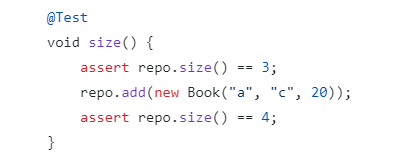 @Test
void size() {
    assert repo.size() == 3;
    repo.add(new Book("a", "c", 20));
    assert repo.size() == 4;
}